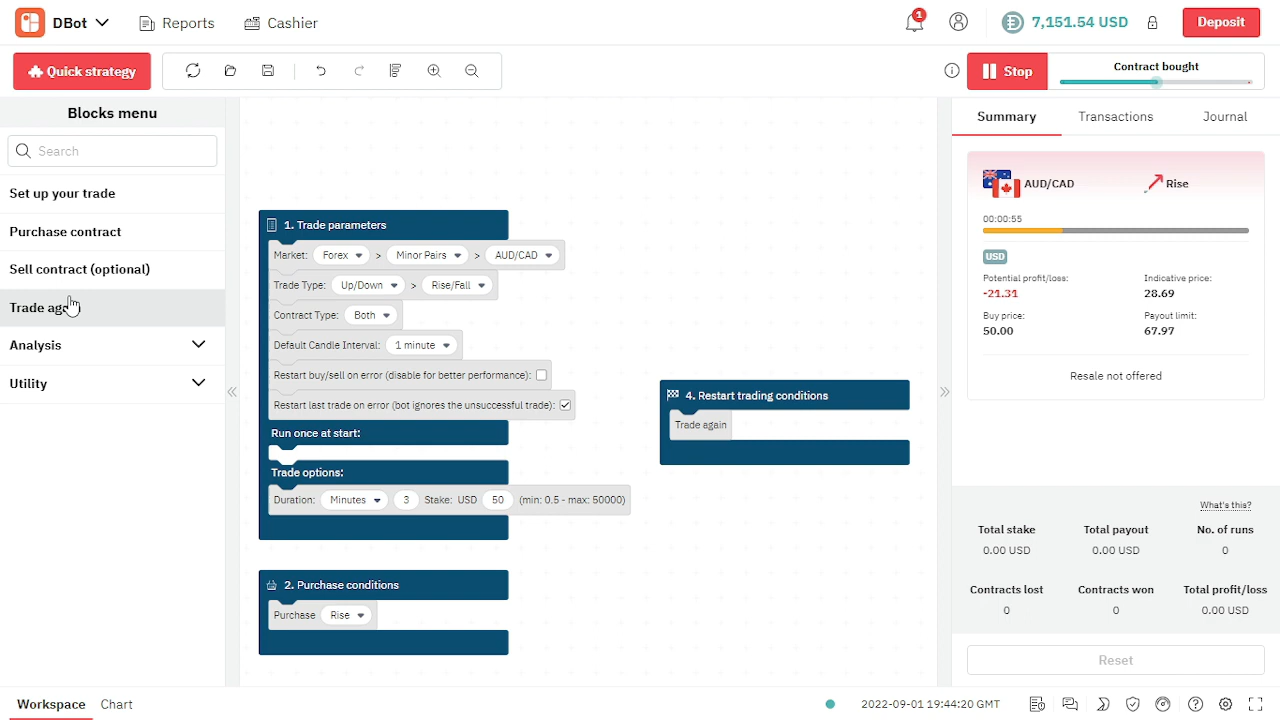 DBot
Reports
Cashier
1
7,151.54 USD
Deposit
Quick strategy
Stop
Contract bought
Blocks menu
Search
Set up your trade
Purchase contract
Sell contract (optional)
Trade again
Analysis
Utility
1. Trade parameters
Market: Forex > Minor Pairs > AUD/CAD
Trade Type: Up/Down > Rise/Fall
Contract Type: Both
Default Candle Interval: 1 minute
Restart buy/sell on error (disable for better performance):
Restart last trade on error (bot ignores the unsuccessful trade):
Run once at start:
Trade options:
Duration: Minutes 3 Stake: USD 50 (min: 0.5 - max: 50000)
2. Purchase conditions
Purchase Rise
4. Restart trading conditions
Trade again
Summary
Transactions
Journal
AUD/CAD
Rise
00:00:55
USD
Potential profit/loss:
-21.31
Indicative price:
28.69
Buy price:
50.00
Payout limit:
67.97
Resale not offered
What's this?
Total stake
0.00 USD
Total payout
0.00 USD
No. of runs
0
Contracts lost
0
Contracts won
0
Total profit/loss
0.00 USD
Reset
Workspace
Chart
2022-09-01 19:44:20 GMT